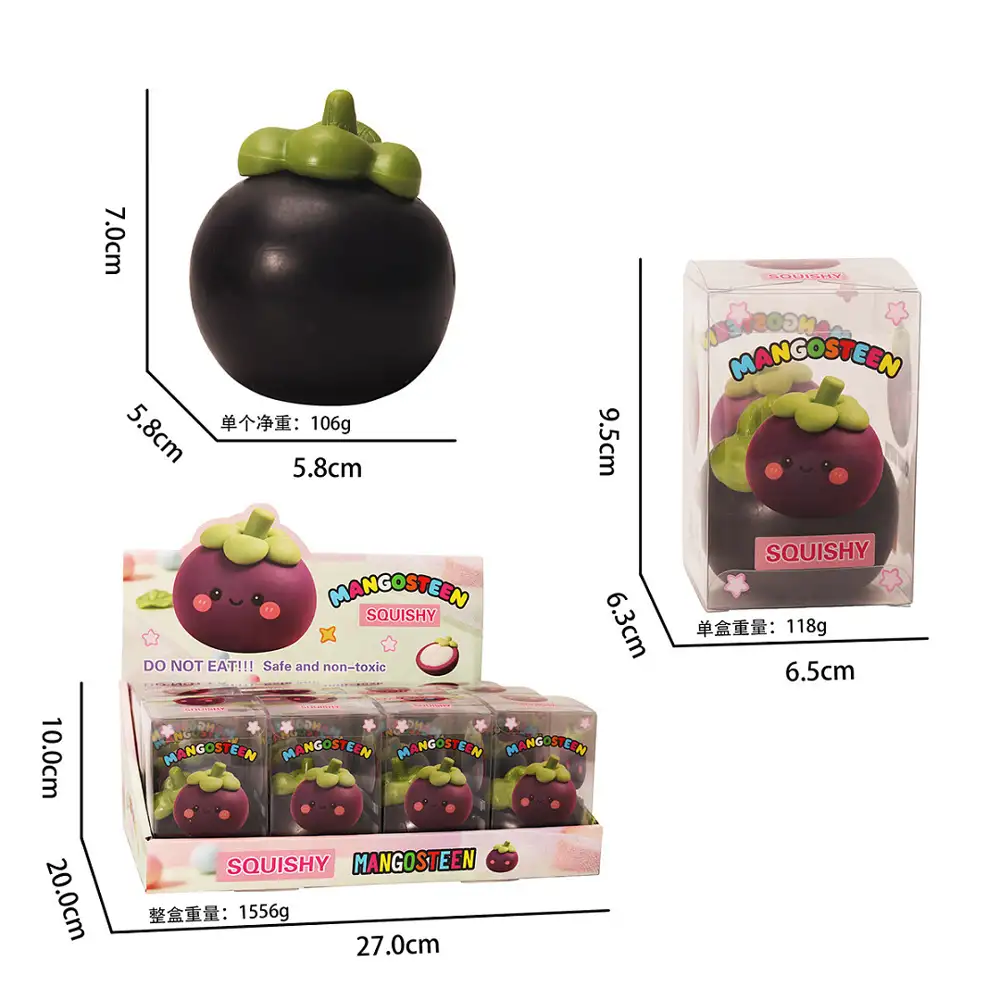 7.0cm
5.8cm
单个净重：106g
5.8cm
SQUISHY
MANGOSTEEN
SQUISHY
9.5cm
6.3cm
单盒重量：118g
6.5cm
MANGOSTEEN
SQUISHY
DO NOT EAT!!! Safe and non-toxic
SQUISHY
MANGOSTEEN
MANGOSTEEN
MANGOSTEEN
MANGOSTEEN
SQUISHY MANGOSTEEN
10.0cm
20.0cm
整盒重量：1556g
27.0cm